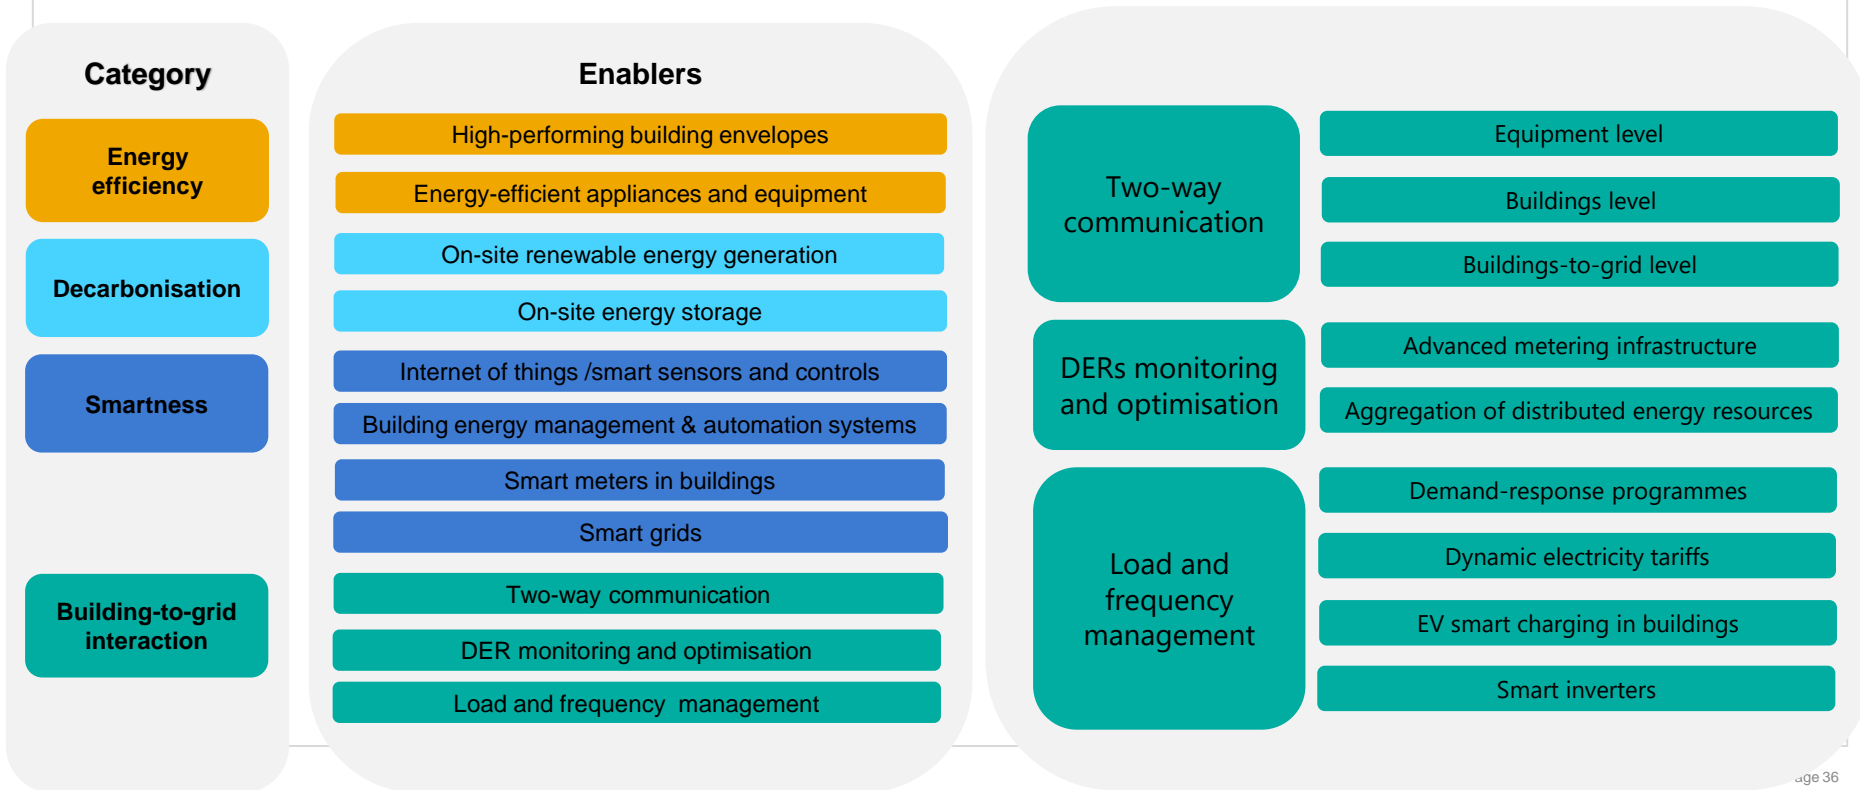 Category
Energy
efficiency
Decarbonisation
Smartness
Building-to-grid
interaction
Enablers
High-performing building envelopes
Energy-efficient appliances and equipment
On-site renewable energy generation
On-site energy storage
Internet of things /smart sensors and controls
Building energy management & automation systems
Smart meters in buildings
Smart grids
Two-way communication
DER monitoring and optimisation
Load and frequency  management
Two-way
communication
Equipment level
Buildings level
Buildings-to-grid level
DERs monitoring
and optimisation
Advanced metering infrastructure
Aggregation of distributed energy resources
Load and
frequency
management
Demand-response programmes
Dynamic electricity tariffs
EV smart charging in buildings
Smart inverters
age 36